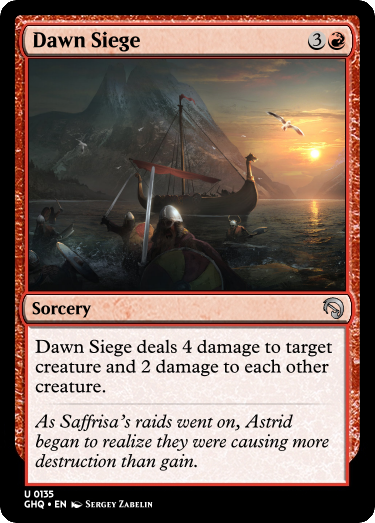 Dawn Siege 3
Sorcery
Dawn Siege deals 4 damage to target
creature and 2 damage to each other
creature.
As Saffrisa's raids went on, Astrid
began to realize they were causing more
destruction than gain.
U 0135
GHQ • EN Sergey Zabelin